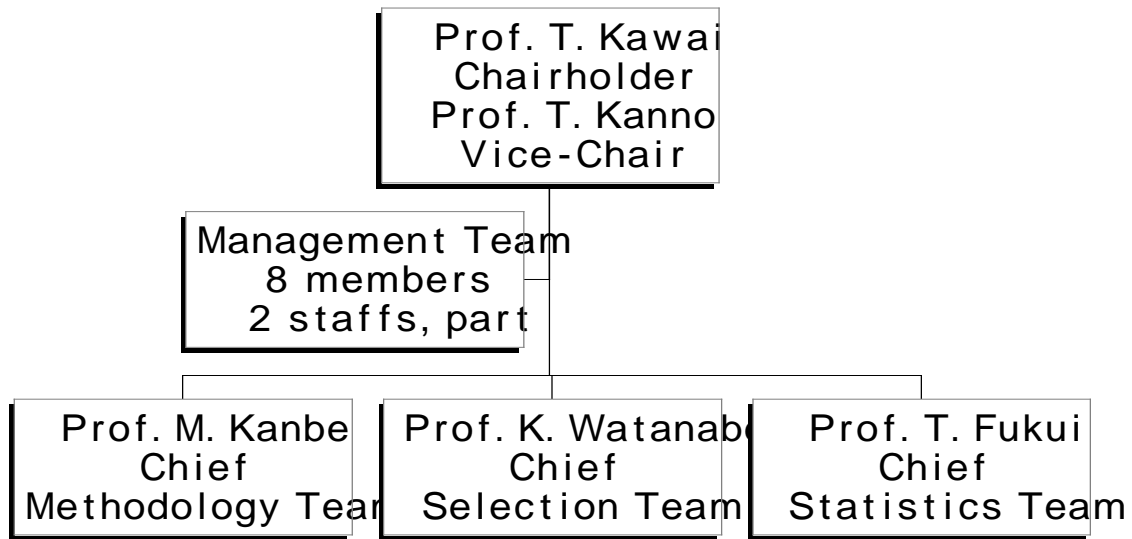 Prof. T. Kawai
Chairholder
Prof. T. Kanno
Vice-Chair
Management Team
8 members
2 staffs, part
Prof. M. Kanbe
Chief
Methodology Team
Prof. K. Watanabe
Chief
Selection Team
Prof. T. Fukui
Chief
Statistics Team